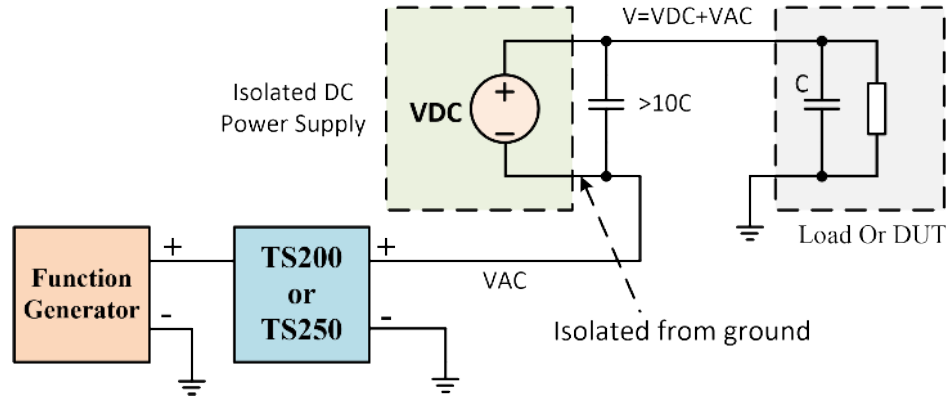 V=VDC+VAC
Isolated DC
Power Supply
VDC
+
−
>10C
C
Load Or DUT
Function
Generator
+
-
TS200
or
TS250
+
-
VAC
Isolated from ground